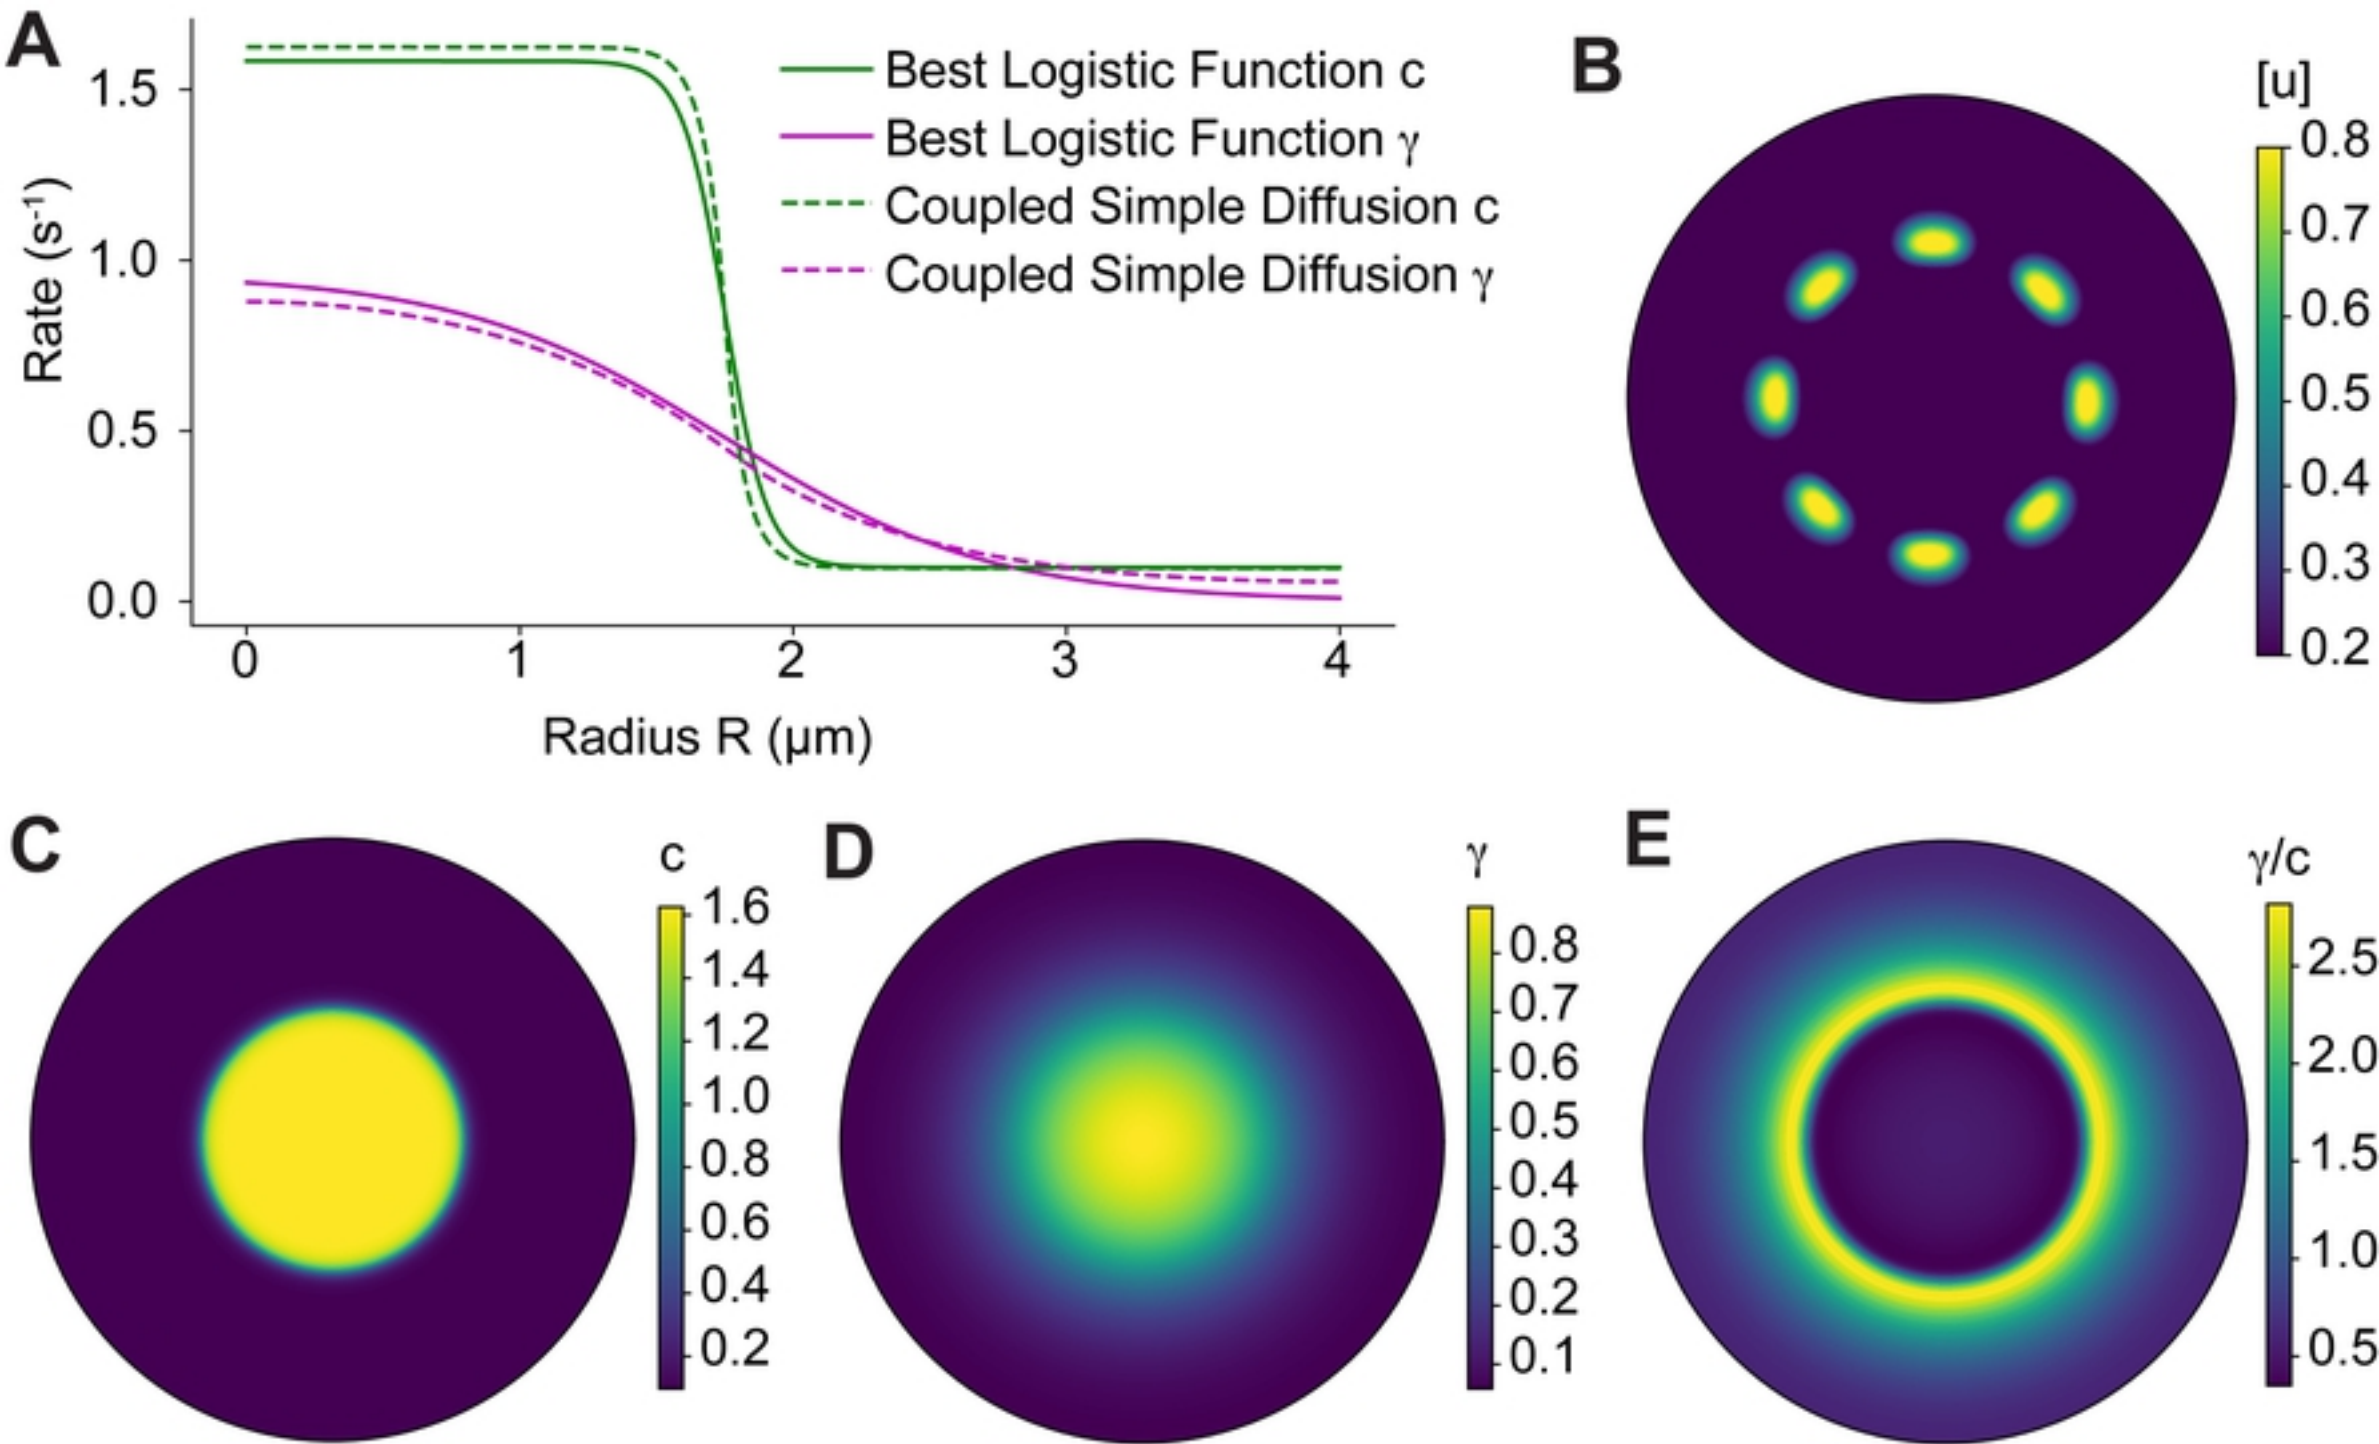 A
Rate (s-1)
1.5
1.0
0.5
0.0
0 1 2 3 4
Radius R (μm)
Best Logistic Function c
Best Logistic Function γ
Coupled Simple Diffusion c
Coupled Simple Diffusion γ
B
[u]
0.8
0.7
0.6
0.5
0.4
0.3
0.2
C
c
1.6
1.4
1.2
1.0
0.8
0.6
0.4
0.2
D
γ
0.8
0.7
0.6
0.5
0.4
0.3
0.2
0.1
E
γ/c
2.5
2.0
1.5
1.0
0.5